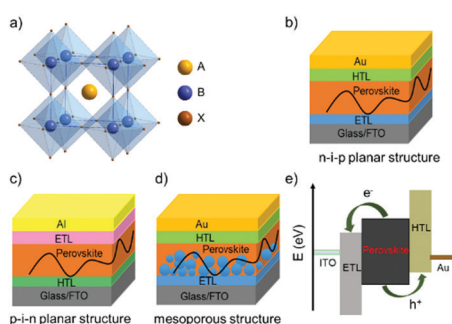 a)
A
B
X
b)
Au
HTL
Perovskite
ETL
Glass/FTO
n-i-p planar structure
c)
Al
ETL
Perovskite
HTL
Glass/FTO
p-i-n planar structure
d)
Au
HTL
Perovskite
ETL
Glass/FTO
mesoporous structure
e)
E (eV)
e-
HTL
Perovskite
ITO
ETL
Au
h+